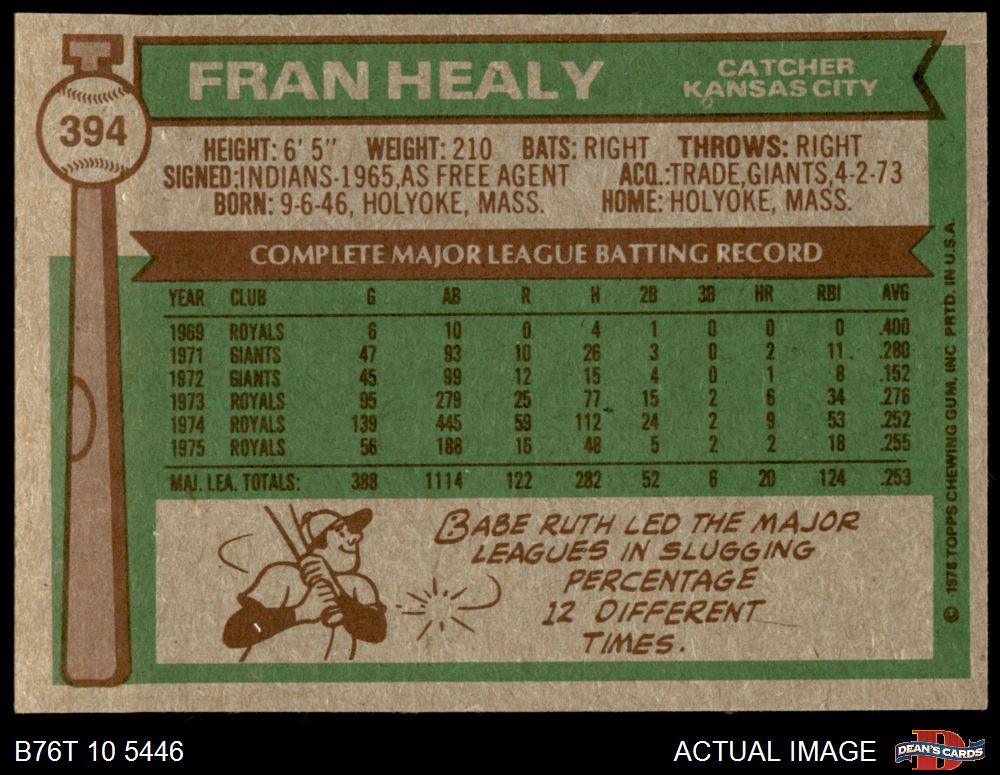 394
FRAN HEALY
CATCHER
KANSAS CITY
HEIGHT: 6' 5" WEIGHT: 210 BATS: RIGHT THROWS: RIGHT
SIGNED: INDIANS-1965, AS FREE AGENT ACQ.: TRADE, GIANTS, 4-2-73
BORN: 9-6-46, HOLYOKE, MASS. HOME: HOLYOKE, MASS.
COMPLETE MAJOR LEAGUE BATTING RECORD
YEAR CLUB G AB R H 2B 3B HR RBI AVG
1969 ROYALS 6 10 0 4 1 0 0 0 .400
1971 GIANTS 47 93 10 26 3 0 2 11 .280
1972 GIANTS 45 99 12 15 4 0 1 8 .152
1973 ROYALS 95 279 25 77 15 2 6 34 .276
1974 ROYALS 139 445 59 112 24 2 9 53 .252
1975 ROYALS 56 188 16 48 5 2 2 18 .255
MAJ. LEA. TOTALS: 388 1114 122 282 52 6 20 124 .253
BABE RUTH LED THE MAJOR
LEAGUES IN SLUGGING
PERCENTAGE
12 DIFFERENT
TIMES.
© 1976 TOPPS CHEWING GUM, INC PRTD. IN U.S.A.
B76T 10 5446
ACTUAL IMAGE
D
DEAN'S CARDS